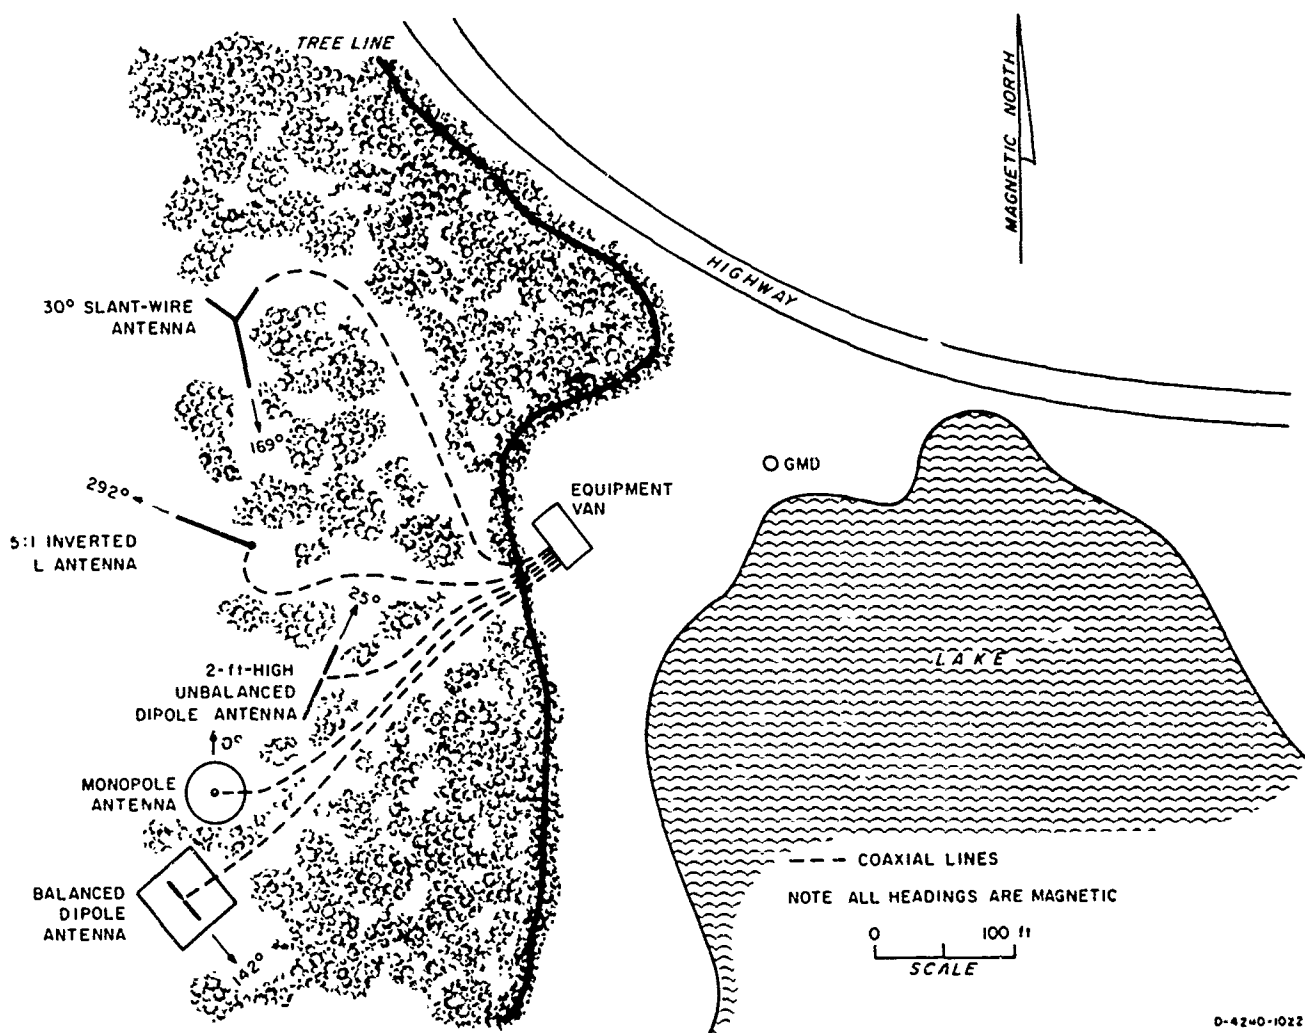 TREE LINE
MAGNETIC NORTH
HIGHWAY
30° SLANT-WIRE
ANTENNA
169°
GMD
292°
EQUIPMENT
VAN
5:1 INVERTED
L ANTENNA
25°
LAKE
2-ft-HIGH
UNBALANCED
DIPOLE ANTENNA
0°
MONOPOLE
ANTENNA
COAXIAL LINES
BALANCED
DIPOLE
ANTENNA
NOTE ALL HEADINGS ARE MAGNETIC
142°
0 100 ft
SCALE
D-4240-1022